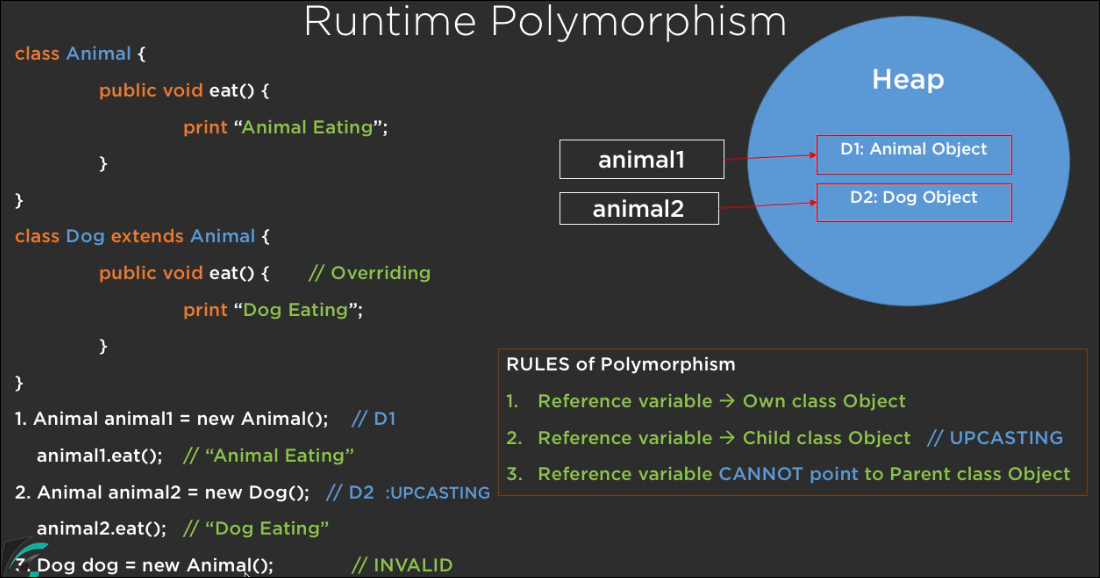 Runtime Polymorphism
class Animal {
public void eat() {
print “Animal Eating”;
}
}
class Dog extends Animal {
public void eat() { // Overriding
print “Dog Eating”;
}
}
1. Animal animal1 = new Animal(); // D1
animal1.eat(); // “Animal Eating”
2. Animal animal2 = new Dog(); // D2 :UPCASTING
animal2.eat(); // “Dog Eating”
3. Dog dog = new Animal(); // INVALID
Heap
animal1
D1: Animal Object
animal2
D2: Dog Object
RULES of Polymorphism
1. Reference variable → Own class Object
2. Reference variable → Child class Object // UPCASTING
3. Reference variable CANNOT point to Parent class Object